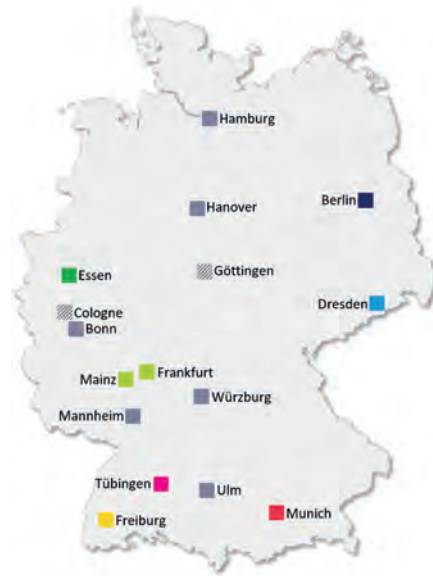 Hamburg
Hanover
Berlin
Essen
Göttingen
Cologne
Dresden
Bonn
Frankfurt
Mainz
Würzburg
Mannheim
Tübingen
Ulm
Munich
Freiburg